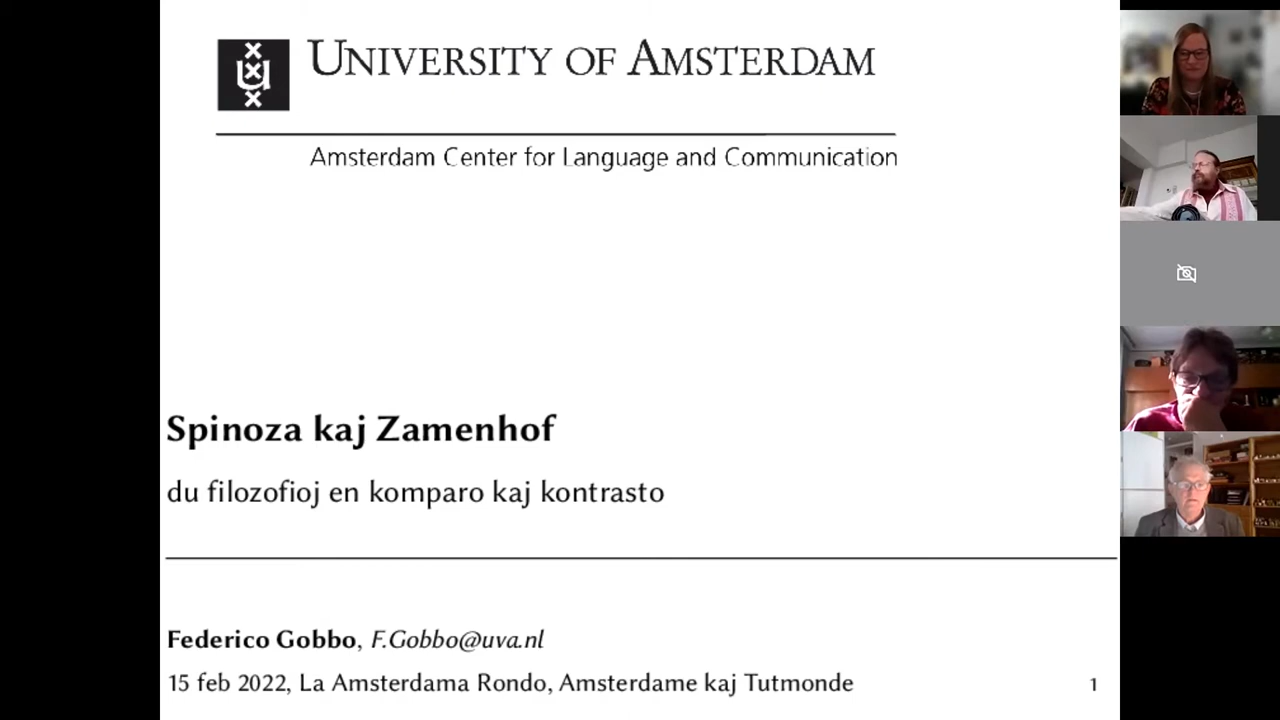 UNIVERSITY OF AMSTERDAM
Amsterdam Center for Language and Communication
Spinoza kaj Zamenhof
du filozofioj en komparo kaj kontrasto
Federico Gobbo, F.Gobbo@uva.nl
15 feb 2022, La Amsterdama Rondo, Amsterdame kaj Tutmonde
1